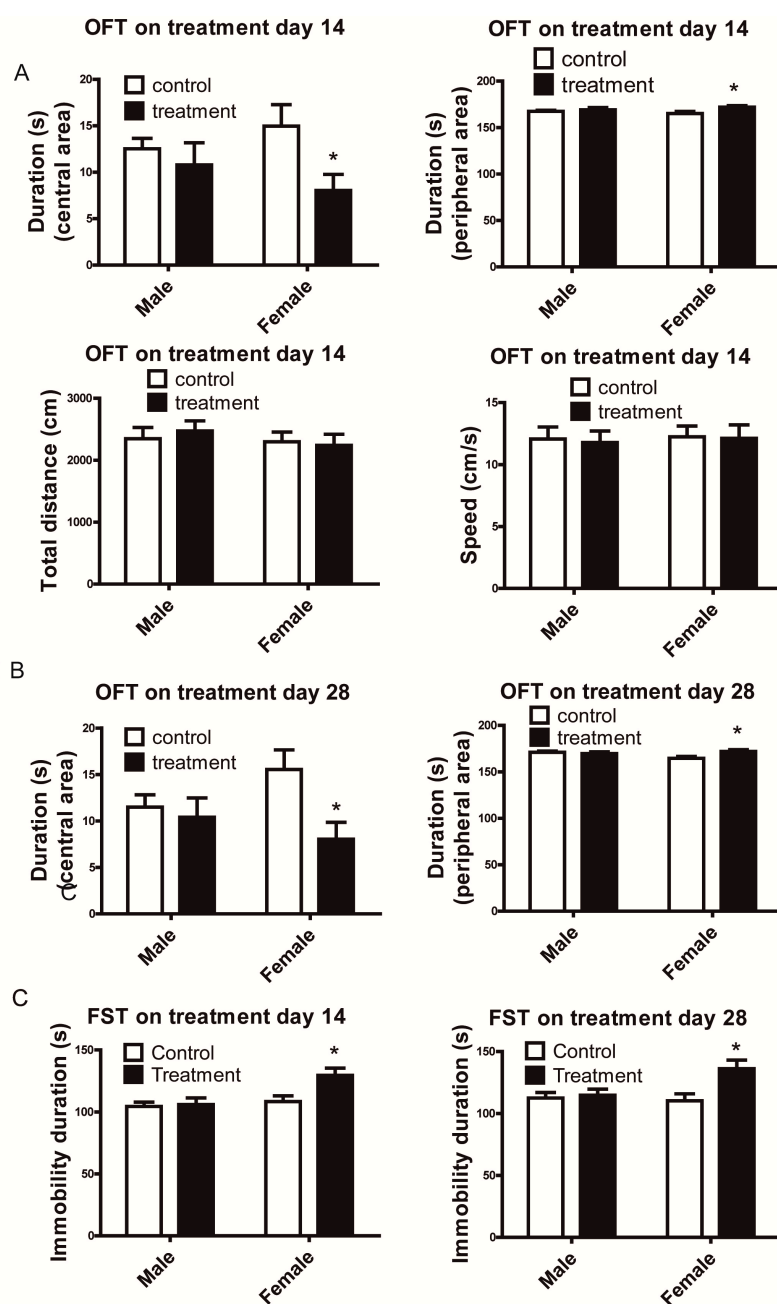 OFT on treatment day 14
A
control
treatment
Duration (s)
(central area)
20
15
10
5
0
*
Male
Female
OFT on treatment day 14
control
treatment
Duration (s)
(peripheral area)
200
150
100
50
0
*
Male
Female
OFT on treatment day 14
control
treatment
Total distance (cm)
3000
2000
1000
0
Male
Female
OFT on treatment day 14
control
treatment
Speed (cm/s)
15
10
5
0
Male
Female
B
OFT on treatment day 28
control
treatment
Duration (s)
(central area)
20
15
10
5
0
*
Male
Female
OFT on treatment day 28
control
treatment
Duration (s)
(peripheral area)
200
150
100
50
0
*
Male
Female
C
FST on treatment day 14
Control
Treatment
Immobility duration (s)
150
100
50
0
*
Male
Female
FST on treatment day 28
Control
Treatment
Immobility duration (s)
150
100
50
0
*
Male
Female